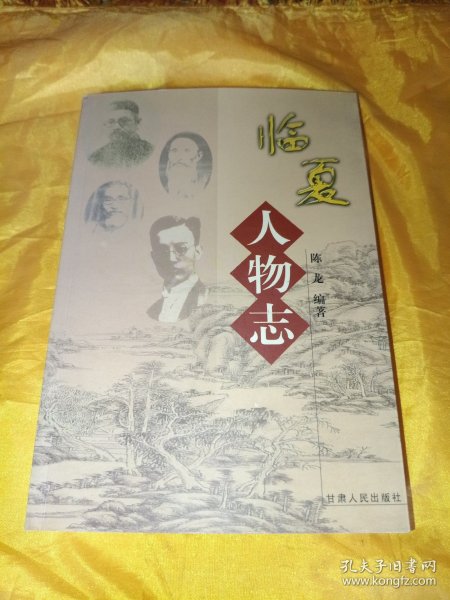 临夏
人物志
陈龙 编著
甘肃人民出版社
孔夫子旧书网
www.kongfz.com